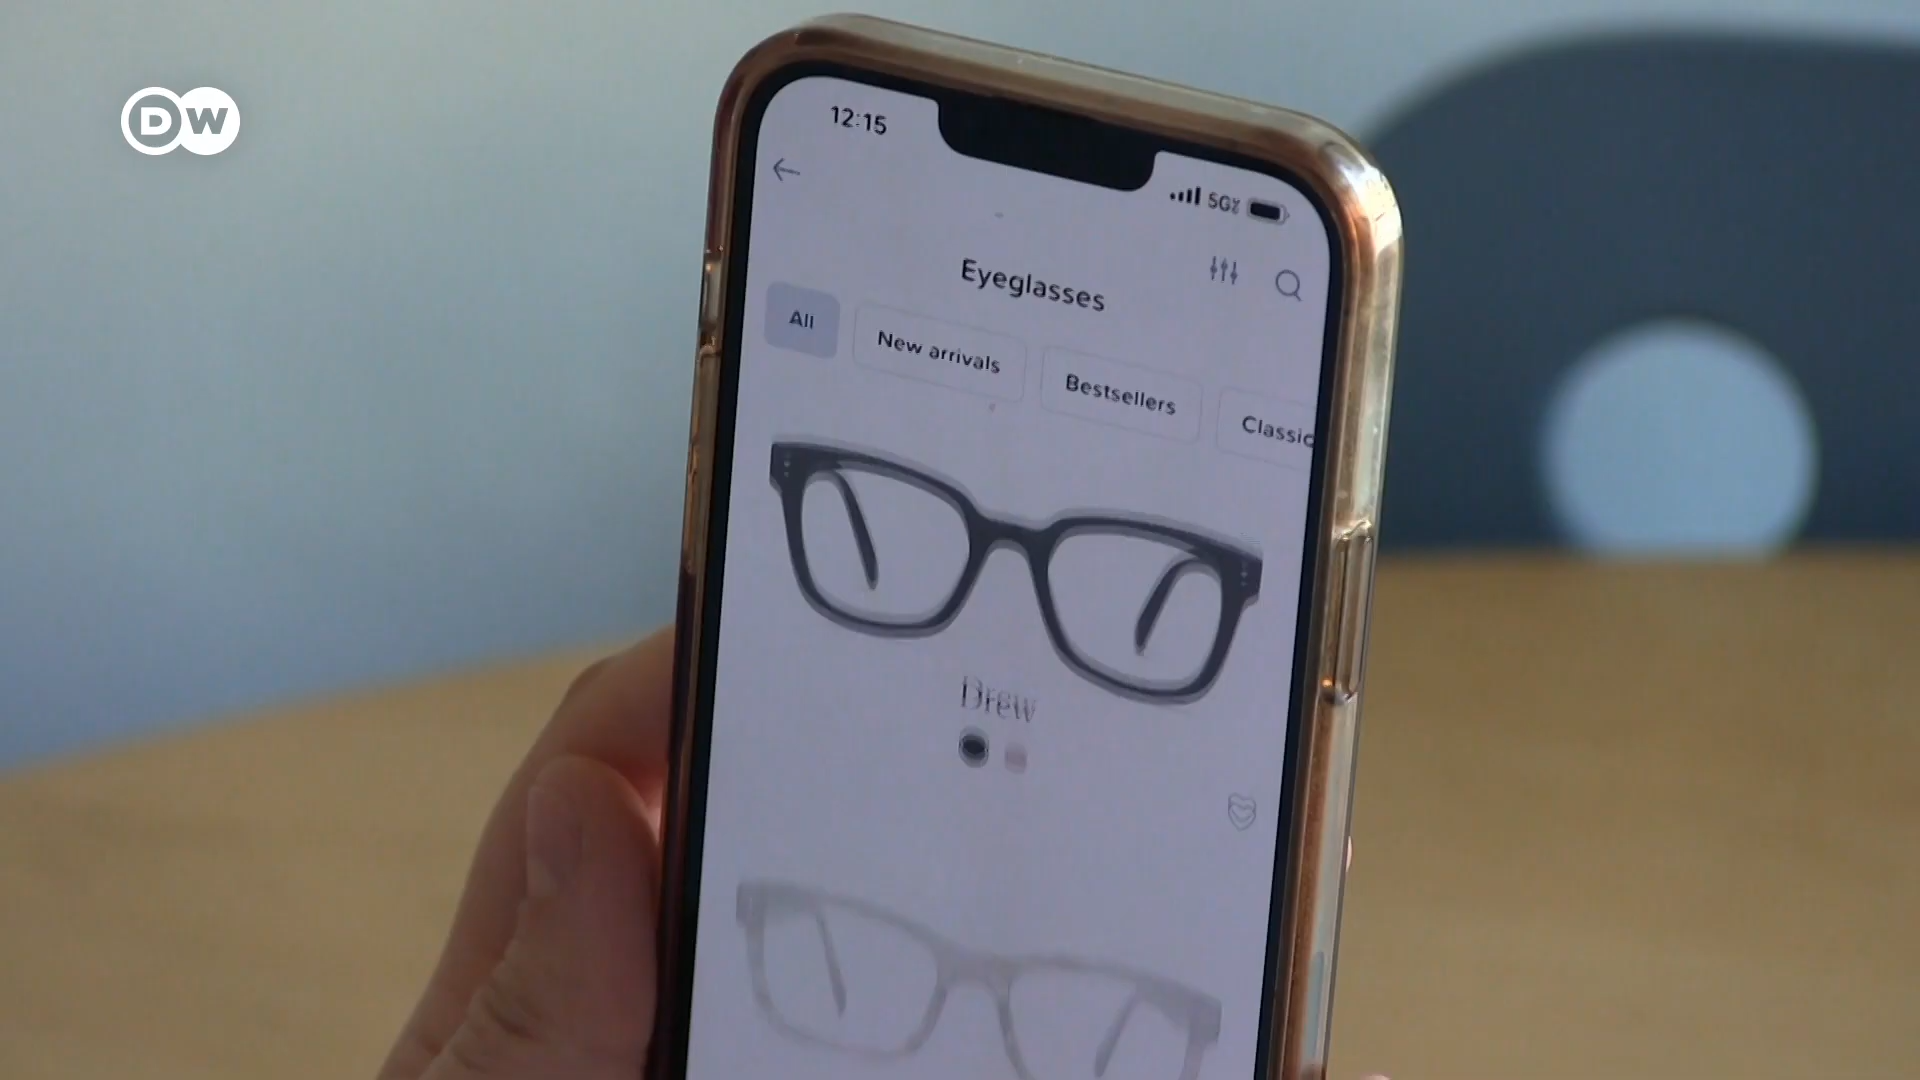 DW
12:15
5G
Eyeglasses
All
New arrivals
Bestsellers
Classic
Drew